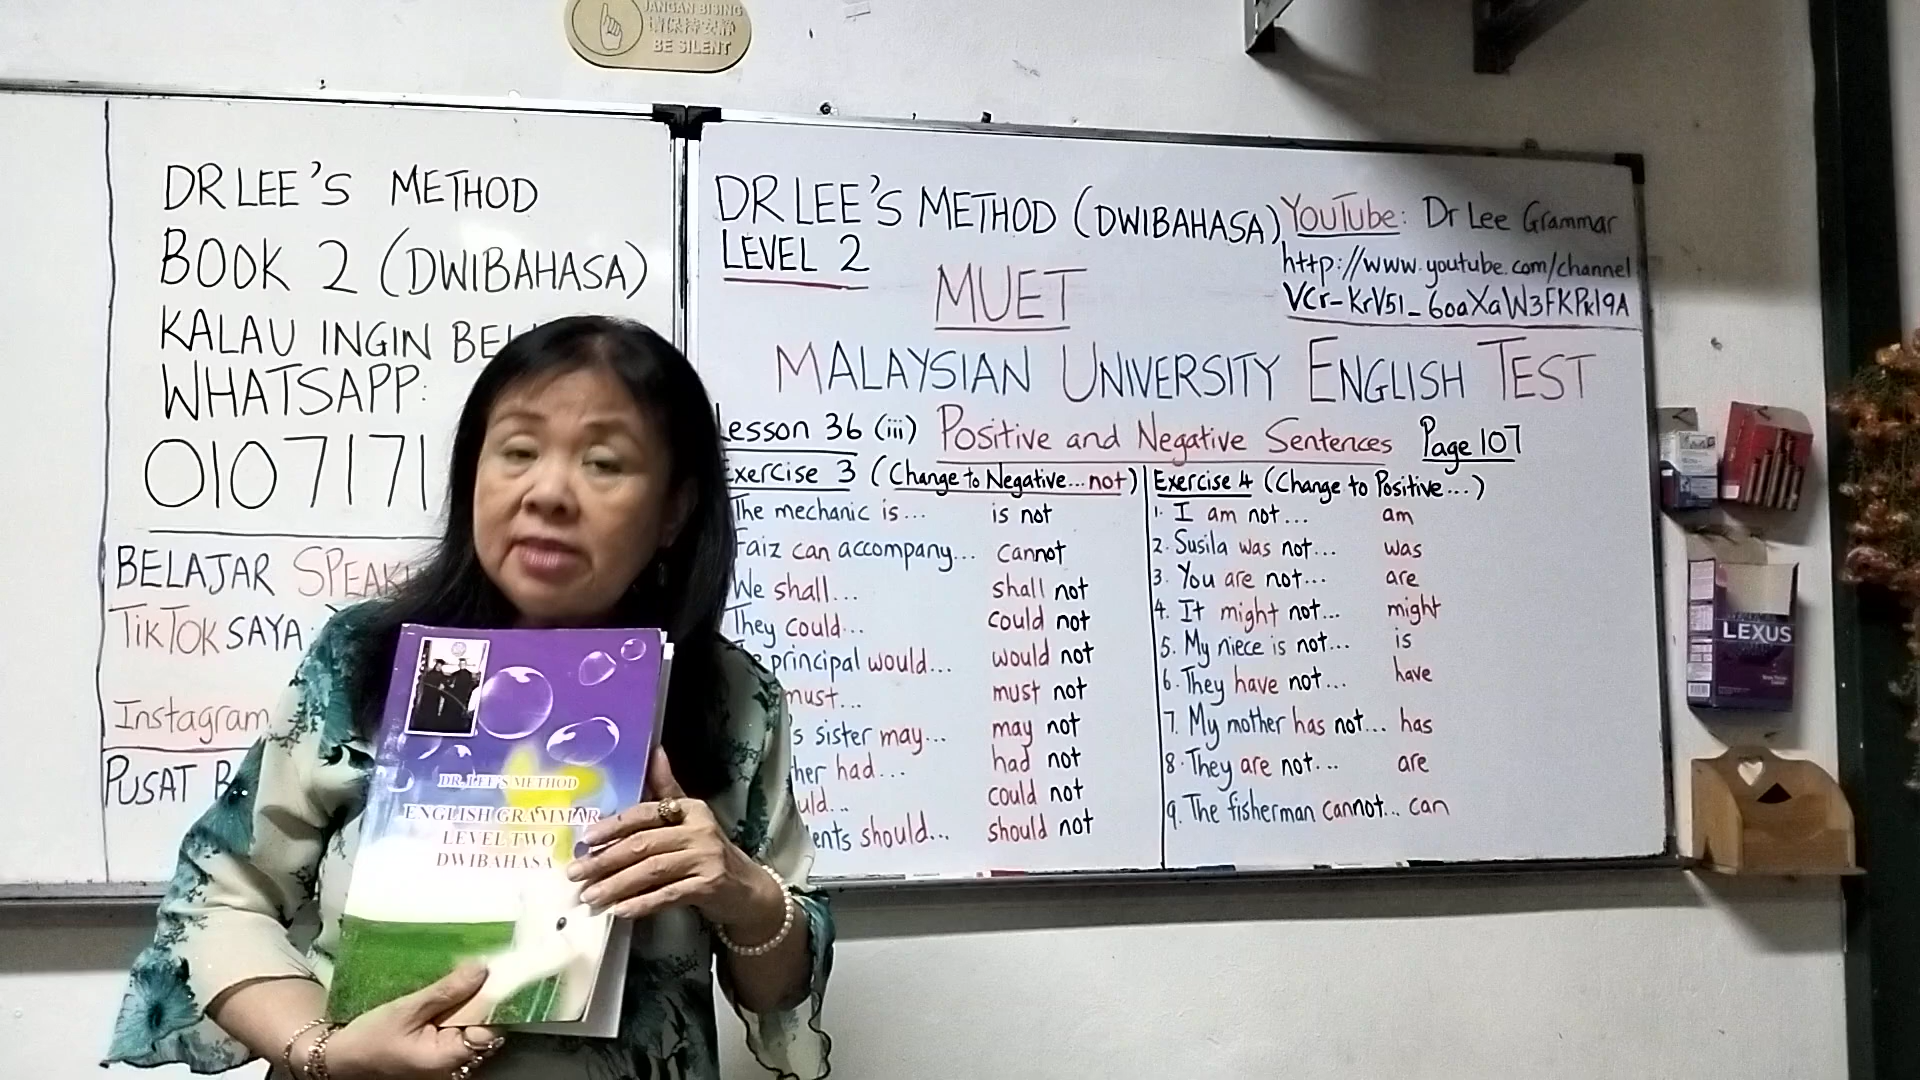 JANGAN BISING
BE SILENT
DR LEE'S METHOD
BOOK 2 (DWIBAHASA)
KALAU INGIN
WHATSAPP:
0107171
BELAJAR
TIKTOK SAYA:
Instagram
PUSAT
DR LEE'S METHOD (DWIBAHASA)
LEVEL 2
YouTube: Dr Lee Grammar
http://www.youtube.com/channel
VCr-KrV5I_6oaXaW3FKPkl9A
MUET
MALAYSIAN UNIVERSITY ENGLISH TEST
Lesson 36 (iii) Positive and Negative Sentences Page 107
Exercise 3 (Change to Negative...not)
The mechanic is... is not
Faiz can accompany... cannot
We shall... shall not
They could... could not
principal would... would not
must... must not
sister may... may not
had... had not
could not
should... should not
Exercise 4 (Change to Positive...)
1. I am not... am
2. Susila was not... was
3. You are not... are
4. It might not... might
5. My niece is not... is
6. They have not... have
7. My mother has not... has
8. They are not... are
9. The fisherman cannot... can
DR. LEE'S METHOD
ENGLISH GRAMMAR
LEVEL TWO
DWIBAHASA
LEXUS